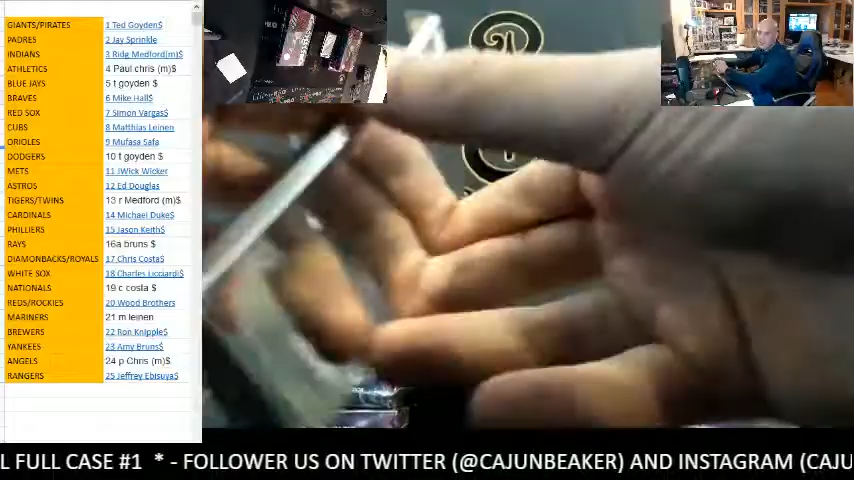 GIANTS/PIRATES 1 Ted Goyden$
PADRES 2 Jay Sprinkle
INDIANS 3 Ridg Medford(m)$
ATHLETICS 4 Paul chris (m)$
BLUE JAYS 5 t goyden $
BRAVES 6 Mike Hall$
RED SOX 7 Simon Vargas$
CUBS 8 Matthias Leinen
ORIOLES 9 Mufasa Safa
DODGERS 10 t goyden $
METS 11 JWick Wicker
ASTROS 12 Ed Douglas
TIGERS/TWINS 13 r Medford (m)$
CARDINALS 14 Michael Duke$
PHILLIERS 15 Jason Keith$
RAYS 16a bruns $
DIAMONBACKS/ROYALS 17 Chris Costa$
WHITE SOX 18 Charles Licciardi$
NATIONALS 19 c costa $
REDS/ROCKIES 20 Wood Brothers
MARINERS 21 m leinen
BREWERS 22 Ron Knipple$
YANKEES 23 Amy Bruns$
ANGELS 24 p Chris (m)$
RANGERS 25 Jeffrey Ebisuya$
L FULL CASE #1 * - FOLLOWER US ON TWITTER (@CAJUNBEAKER) AND INSTAGRAM (CAJU